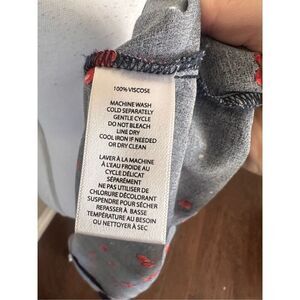 100% VISCOSE
MACHINE WASH
COLD SEPARATELY
GENTLE CYCLE
DO NOT BLEACH
LINE DRY
COOL IRON IF NEEDED
OR DRY CLEAN
LAVER À LA MACHINE
À L'EAU FROIDE AU
CYCLE DÉLICAT
SÉPARÉMENT
NE PAS UTILISER DE
CHLORURE DÉCOLORANT
SUSPENDRE POUR SÉCHER
REPASSER À BASSE
TEMPÉRATURE AU BESOIN
OU NETTOYER À SEC